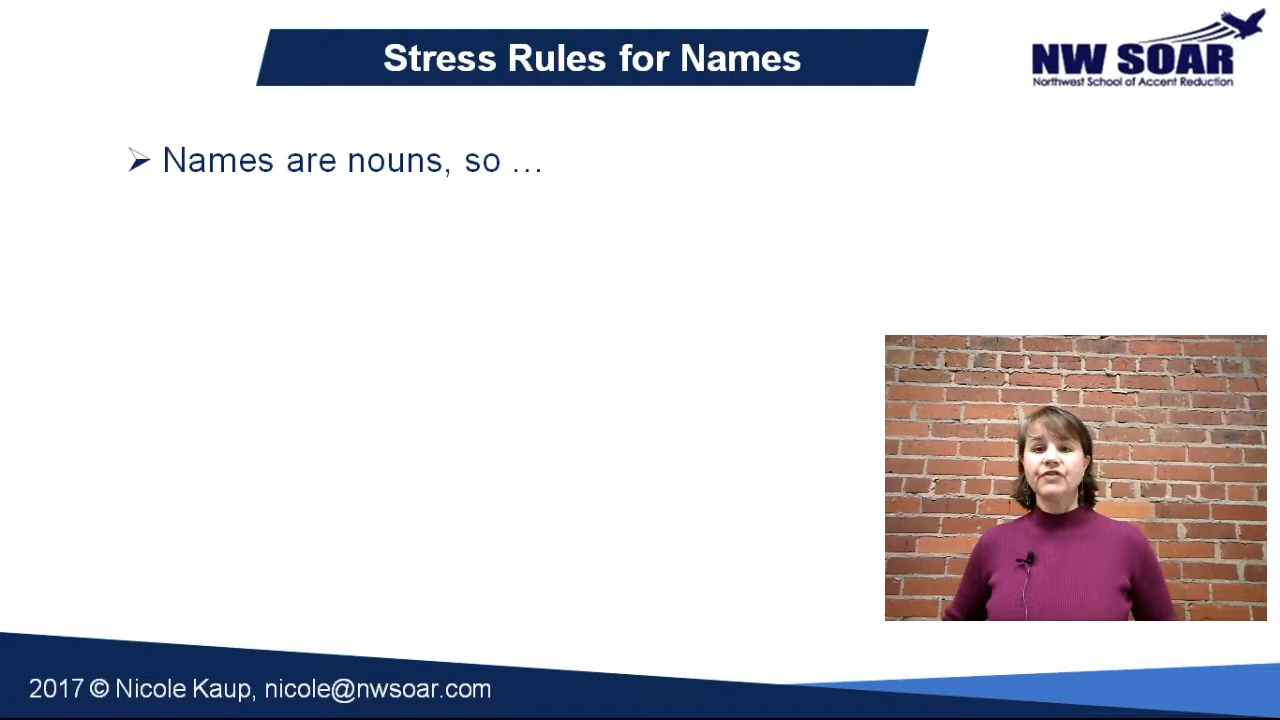 Stress Rules for Names
NW SOAR
Northwest School of Accent Reduction
Names are nouns, so …
2017 © Nicole Kaup, nicole@nwsoar.com